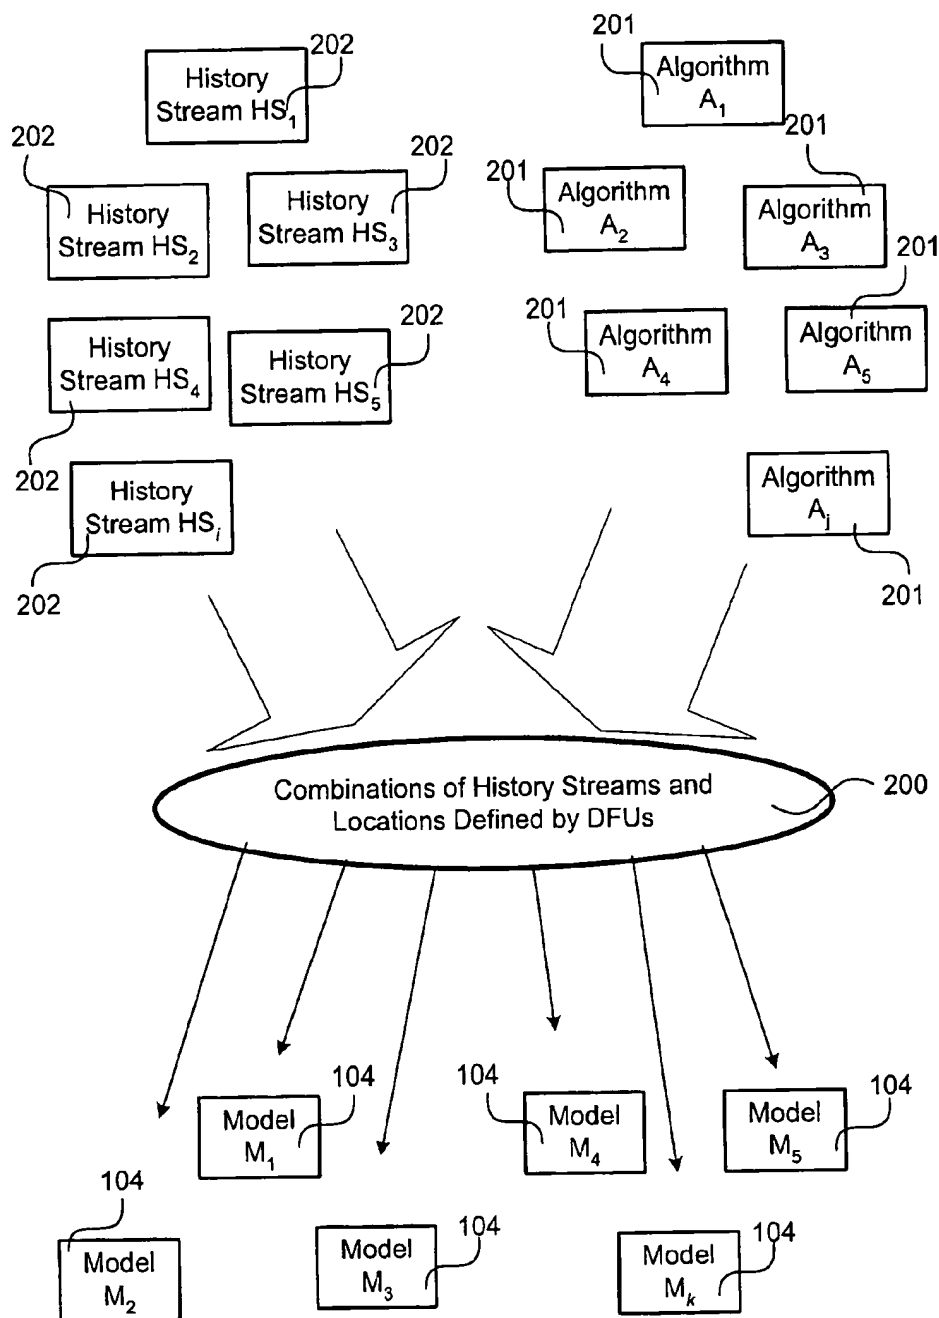 202
History
Stream HS1
201
Algorithm
A1
202
History
Stream HS2
202
History
Stream HS3
201
Algorithm
A2
201
Algorithm
A3
202
History
Stream HS4
202
History
Stream HS5
201
Algorithm
A4
201
Algorithm
A5
202
History
Stream HSi
Algorithm
Aj
201
Combinations of History Streams and
Locations Defined by DFUs
200
104
Model
M1
104
Model
M4
104
Model
M5
104
Model
M2
104
Model
M3
104
Model
Mk